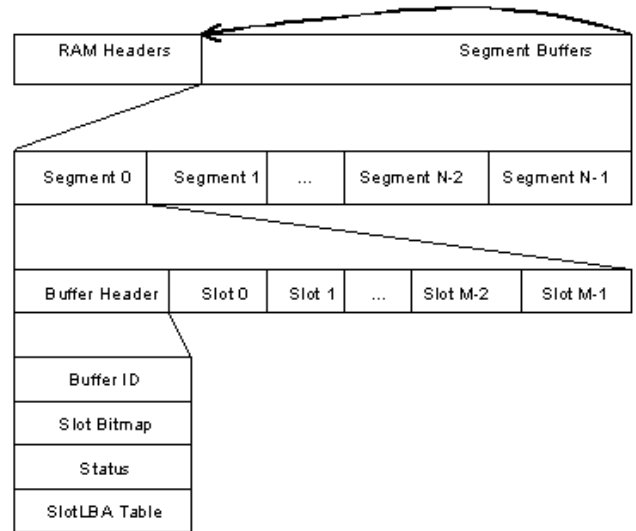 RAM Headers Segment Buffers
Segment 0 Segment 1 ... Segment N-2 Segment N-1
Buffer Header Slot 0 Slot 1 ... Slot M-2 Slot M-1
Buffer ID
Slot Bitmap
Status
SlotLBA Table